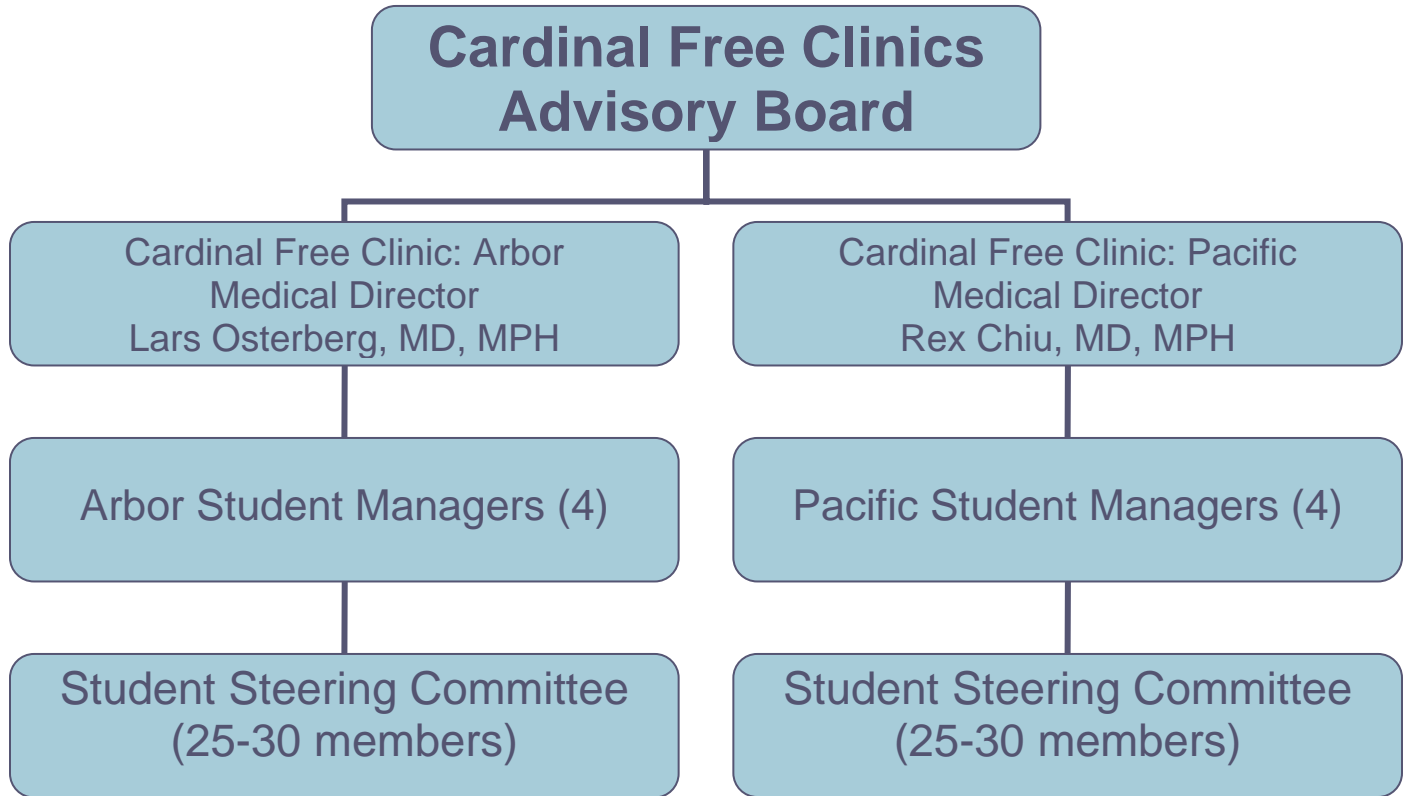 Cardinal Free Clinics
Advisory Board
Cardinal Free Clinic: Arbor
Medical Director
Lars Osterberg, MD, MPH
Cardinal Free Clinic: Pacific
Medical Director
Rex Chiu, MD, MPH
Arbor Student Managers (4)
Pacific Student Managers (4)
Student Steering Committee
(25-30 members)
Student Steering Committee
(25-30 members)